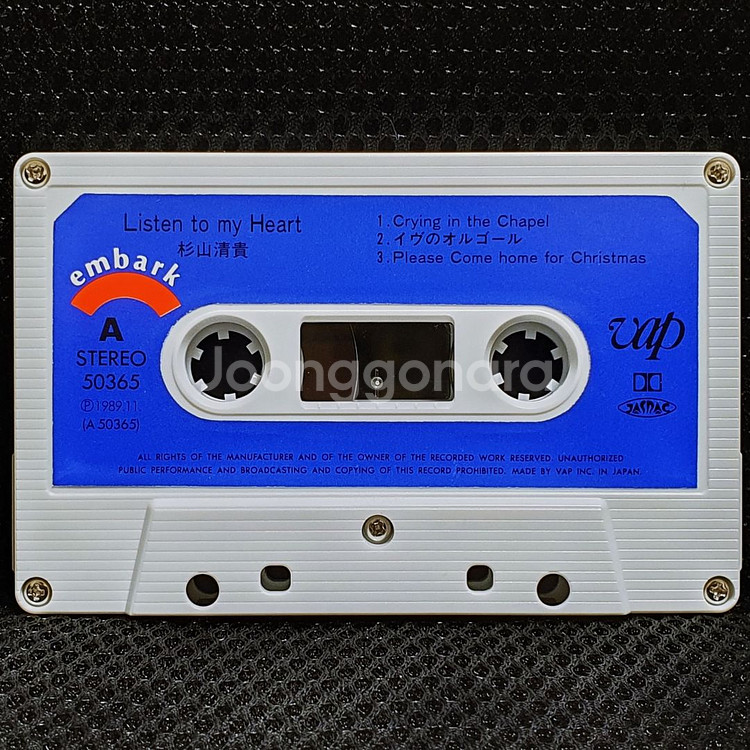 Listen to my Heart
杉山清貴
1.Crying in the Chapel
2.イヴのオルゴール
3.Please Come home for Christmas
embark
A
STEREO
50365
Ⓟ1989.11.
(A 50365)
vap
JASRAC
Joonggonara
ALL RIGHTS OF THE MANUFACTURER AND OF THE OWNER OF THE RECORDED WORK RESERVED. UNAUTHORIZED
PUBLIC PERFORMANCE AND BROADCASTING AND COPYING OF THIS RECORD PROHIBITED. MADE BY VAP INC. IN JAPAN.